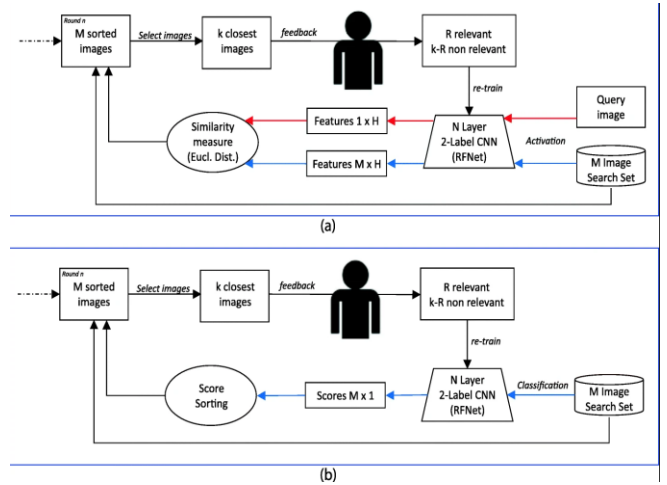 Round n
M sorted
images
Select images
k closest
images
feedback
R relevant
k-R non relevant
re-train
Similarity
measure
(Eucl. Dist.)
Features 1 x H
Features M x H
N Layer
2-Label CNN
(RFNet)
Activation
Query
image
M Image
Search Set
(a)
Round n
M sorted
images
Select images
k closest
images
feedback
R relevant
k-R non relevant
re-train
Score
Sorting
Scores M x 1
N Layer
2-Label CNN
(RFNet)
Classification
M Image
Search Set
(b)